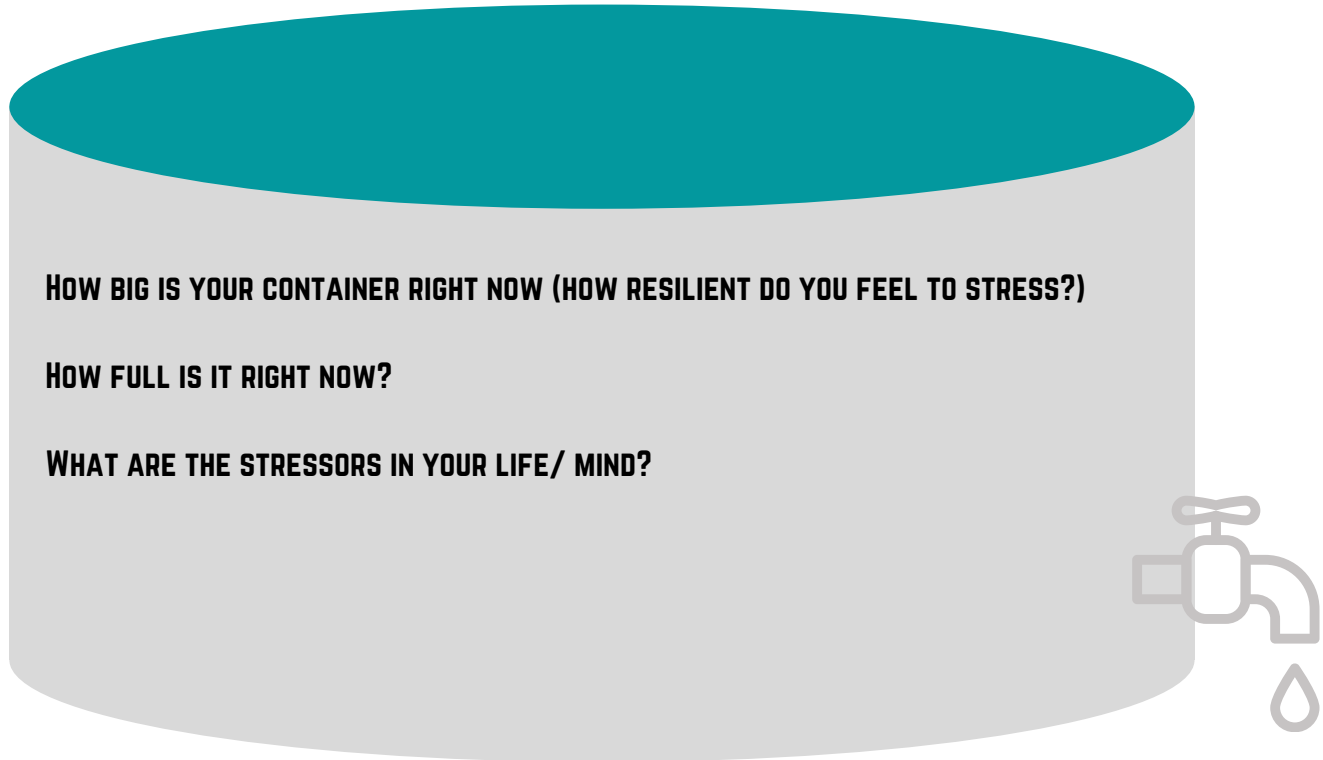 How big is your container right now (how resilient do you feel to stress?)
How full is it right now?
What are the stressors in your life/ mind?